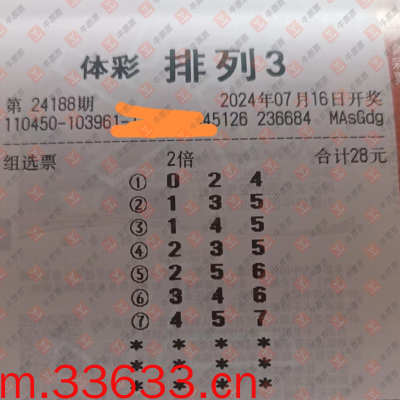 体彩 排列3
第 24188期 2024年07月16日开奖
110450-103961- 45126 236684 MAsGdg
组选票 2倍 合计28元
① 0 2 4
② 1 3 5
③ 1 4 5
④ 2 3 5
⑤ 2 5 6
⑥ 3 4 6
⑦ 4 5 7
* * *
* * *
* * *
m.33633.cn